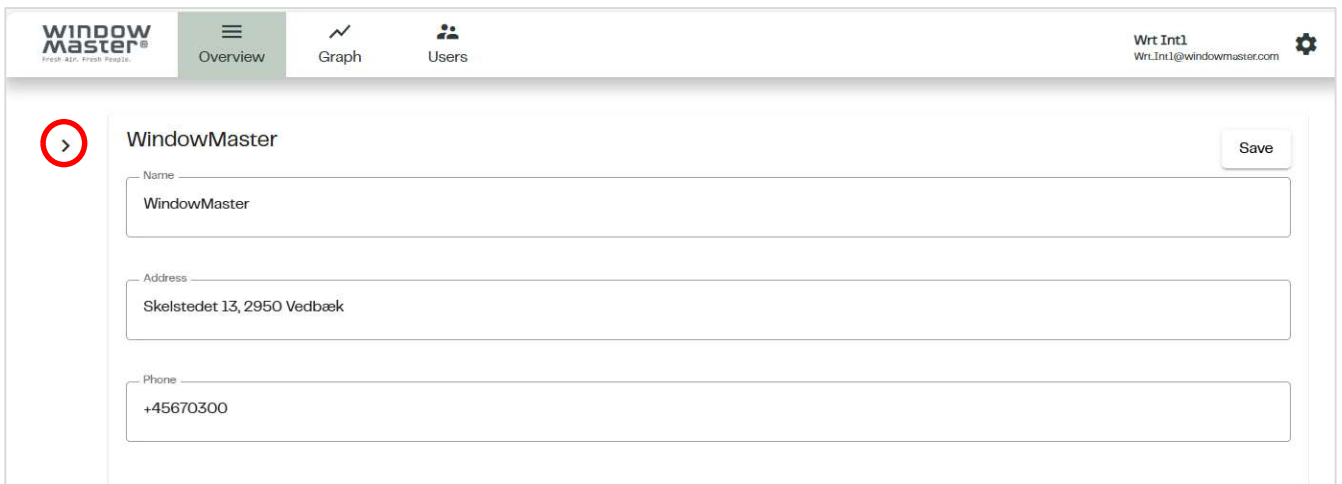 WINDOW
Master®
Fresh Air. Fresh People.
Overview
Graph
Users
Wrt Intl
Wrt.Intl@windowmaster.com
WindowMaster
Save
Name
WindowMaster
Address
Skelstedet 13, 2950 Vedbæk
Phone
+45670300